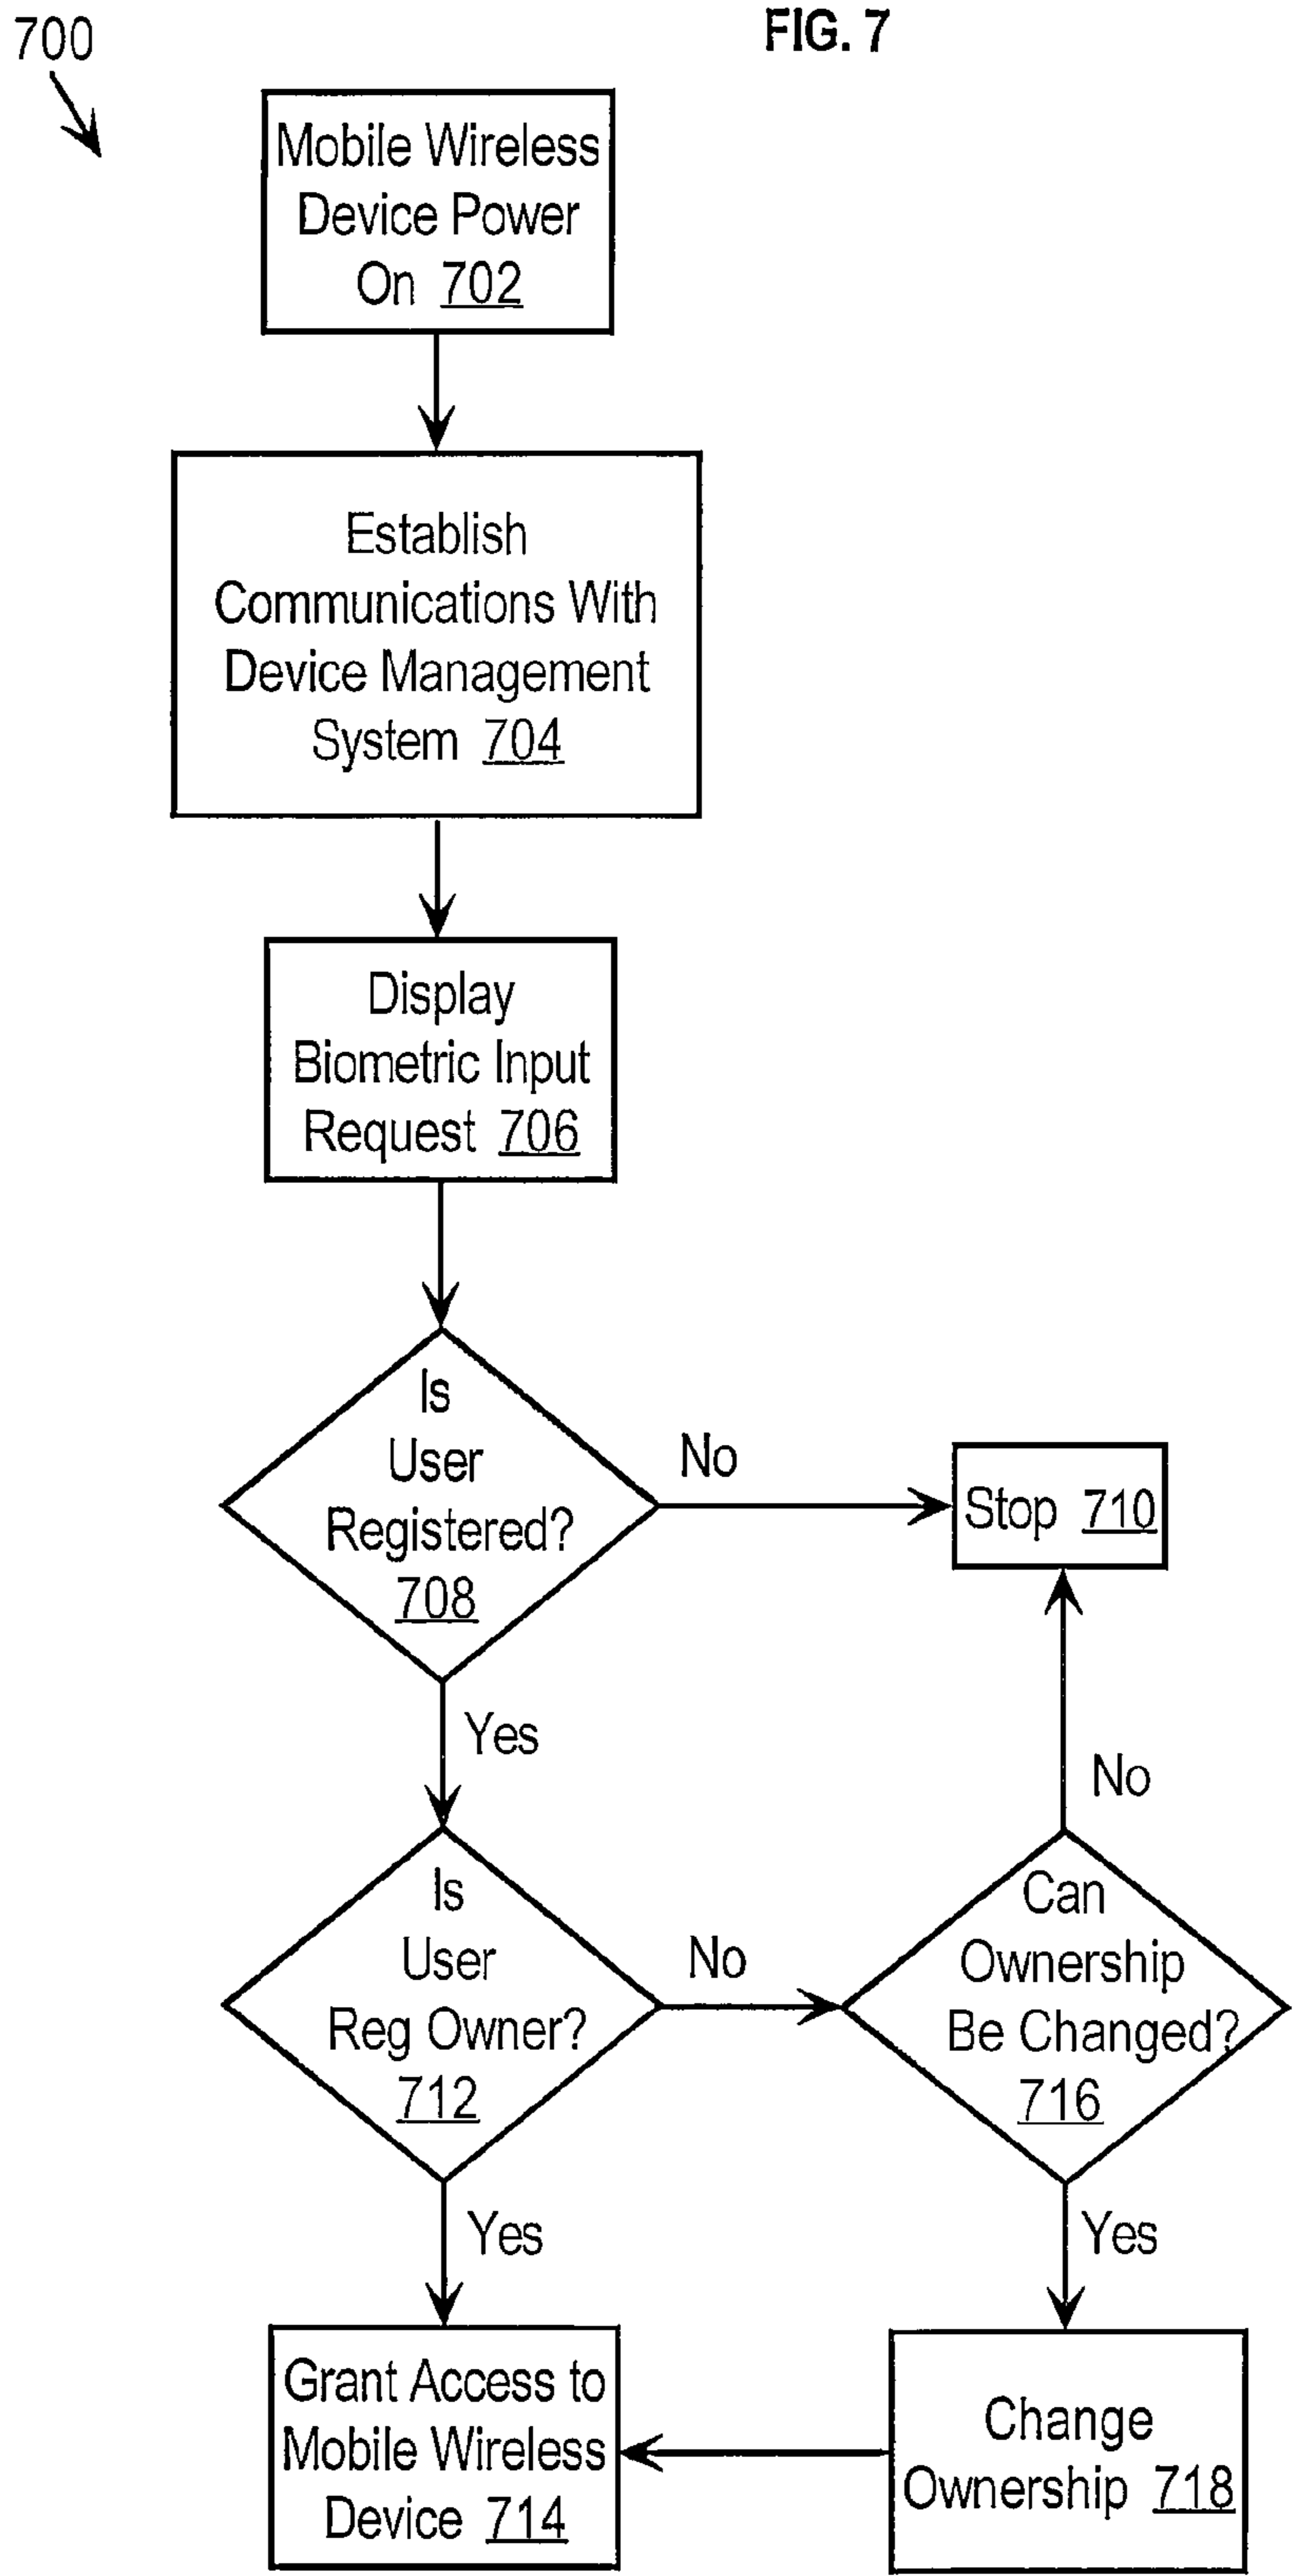 700
FIG. 7
Mobile Wireless
Device Power
On 702
Establish
Communications With
Device Management
System 704
Display
Biometric Input
Request 706
Is
User
Registered?
708
No
Stop 710
Yes
Is
User
Reg Owner?
712
No
Can
Ownership
Be Changed?
716
No
Yes
Yes
Grant Access to
Mobile Wireless
Device 714
Change
Ownership 718